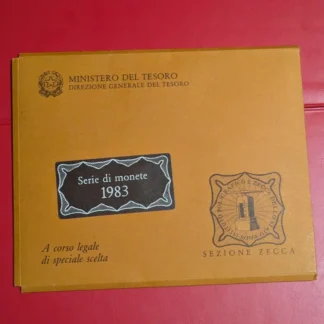 MINISTERO DEL TESORO
DIREZIONE GENERALE DEL TESORO
Serie di monete
1983
A corso legale
di speciale scelta
SEZIONE ZECCA